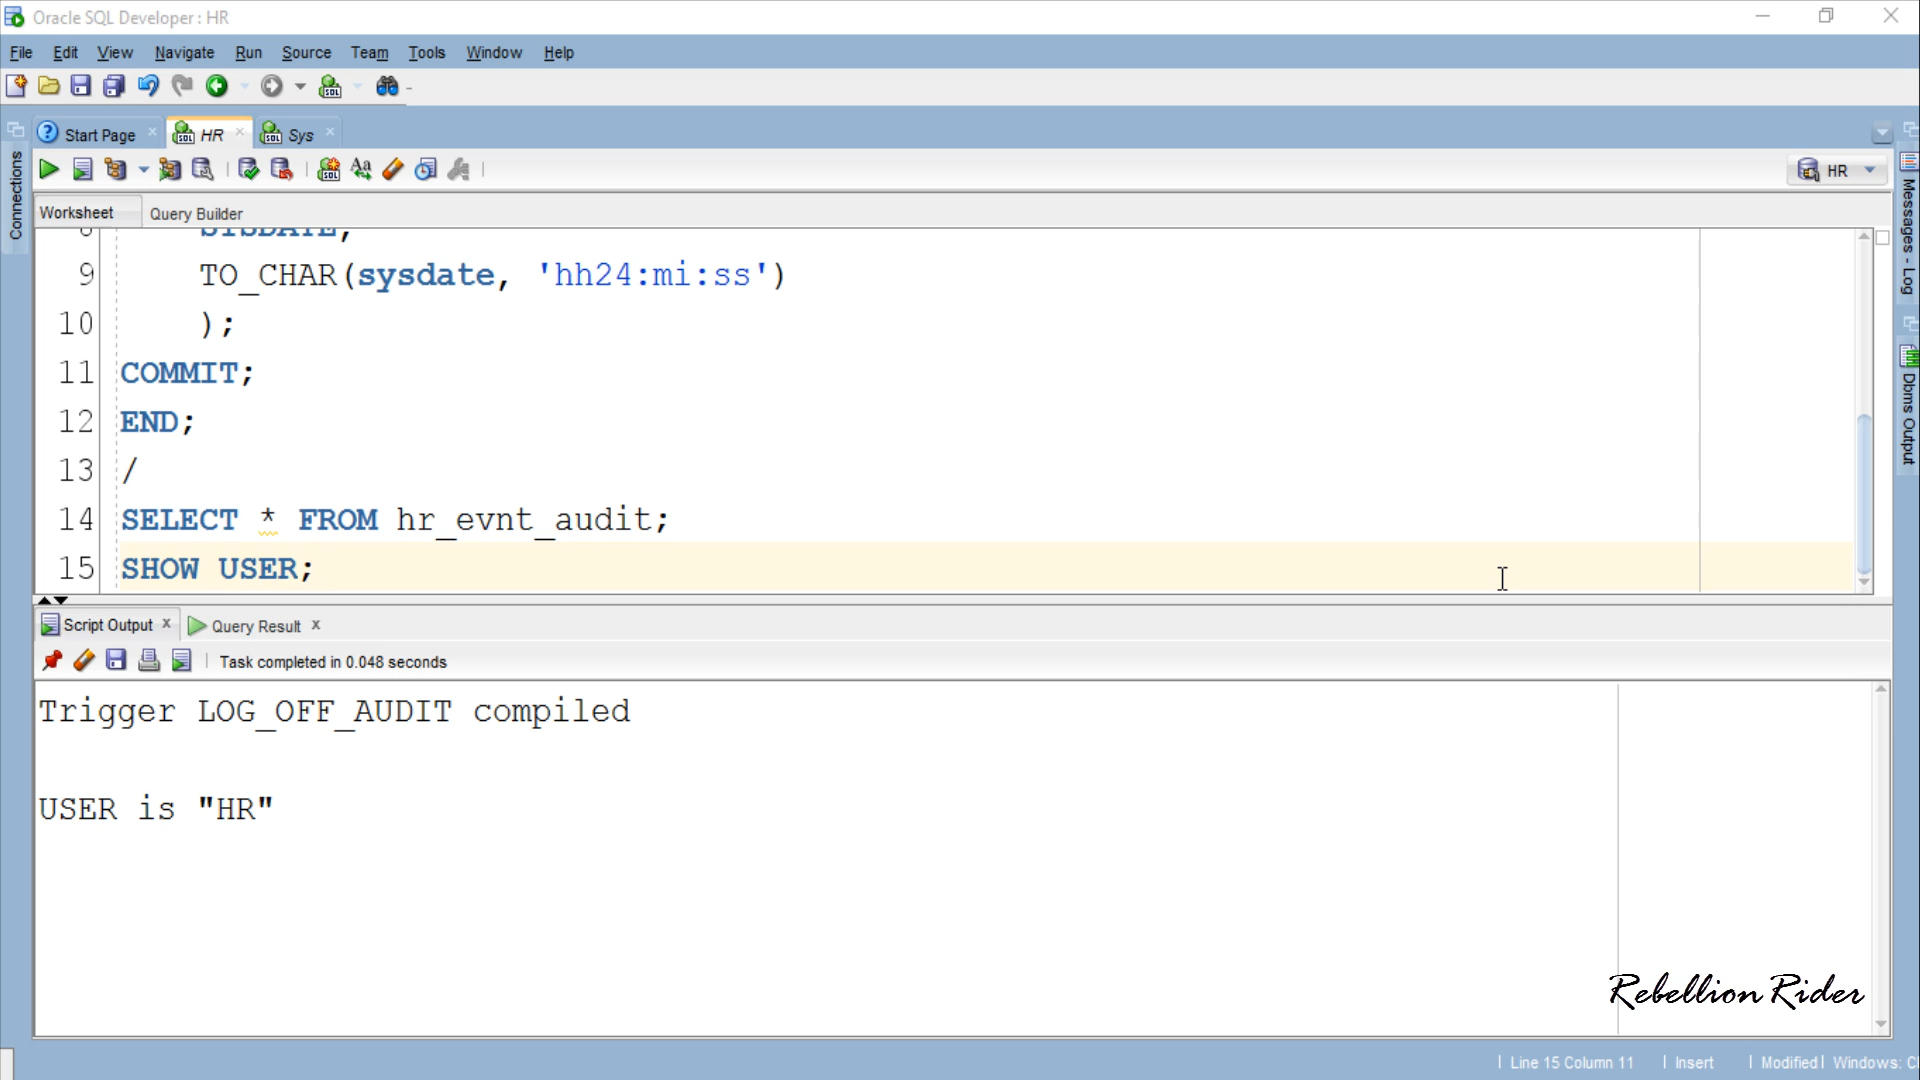 Oracle SQL Developer : HR
File Edit View Navigate Run Source Team Tools Window Help
Start Page HR Sys
Connections
HR
Worksheet Query Builder
8 SYSDATE,
9 TO_CHAR(sysdate, 'hh24:mi:ss')
10 );
11 COMMIT;
12 END;
13 /
14 SELECT * FROM hr_evnt_audit;
15 SHOW USER;
Messages - Log
Dbms Output
Script Output x Query Result x
Task completed in 0.048 seconds
Trigger LOG_OFF_AUDIT compiled
USER is "HR"
Rebellion Rider
Line 15 Column 11 Insert Modified Windows: